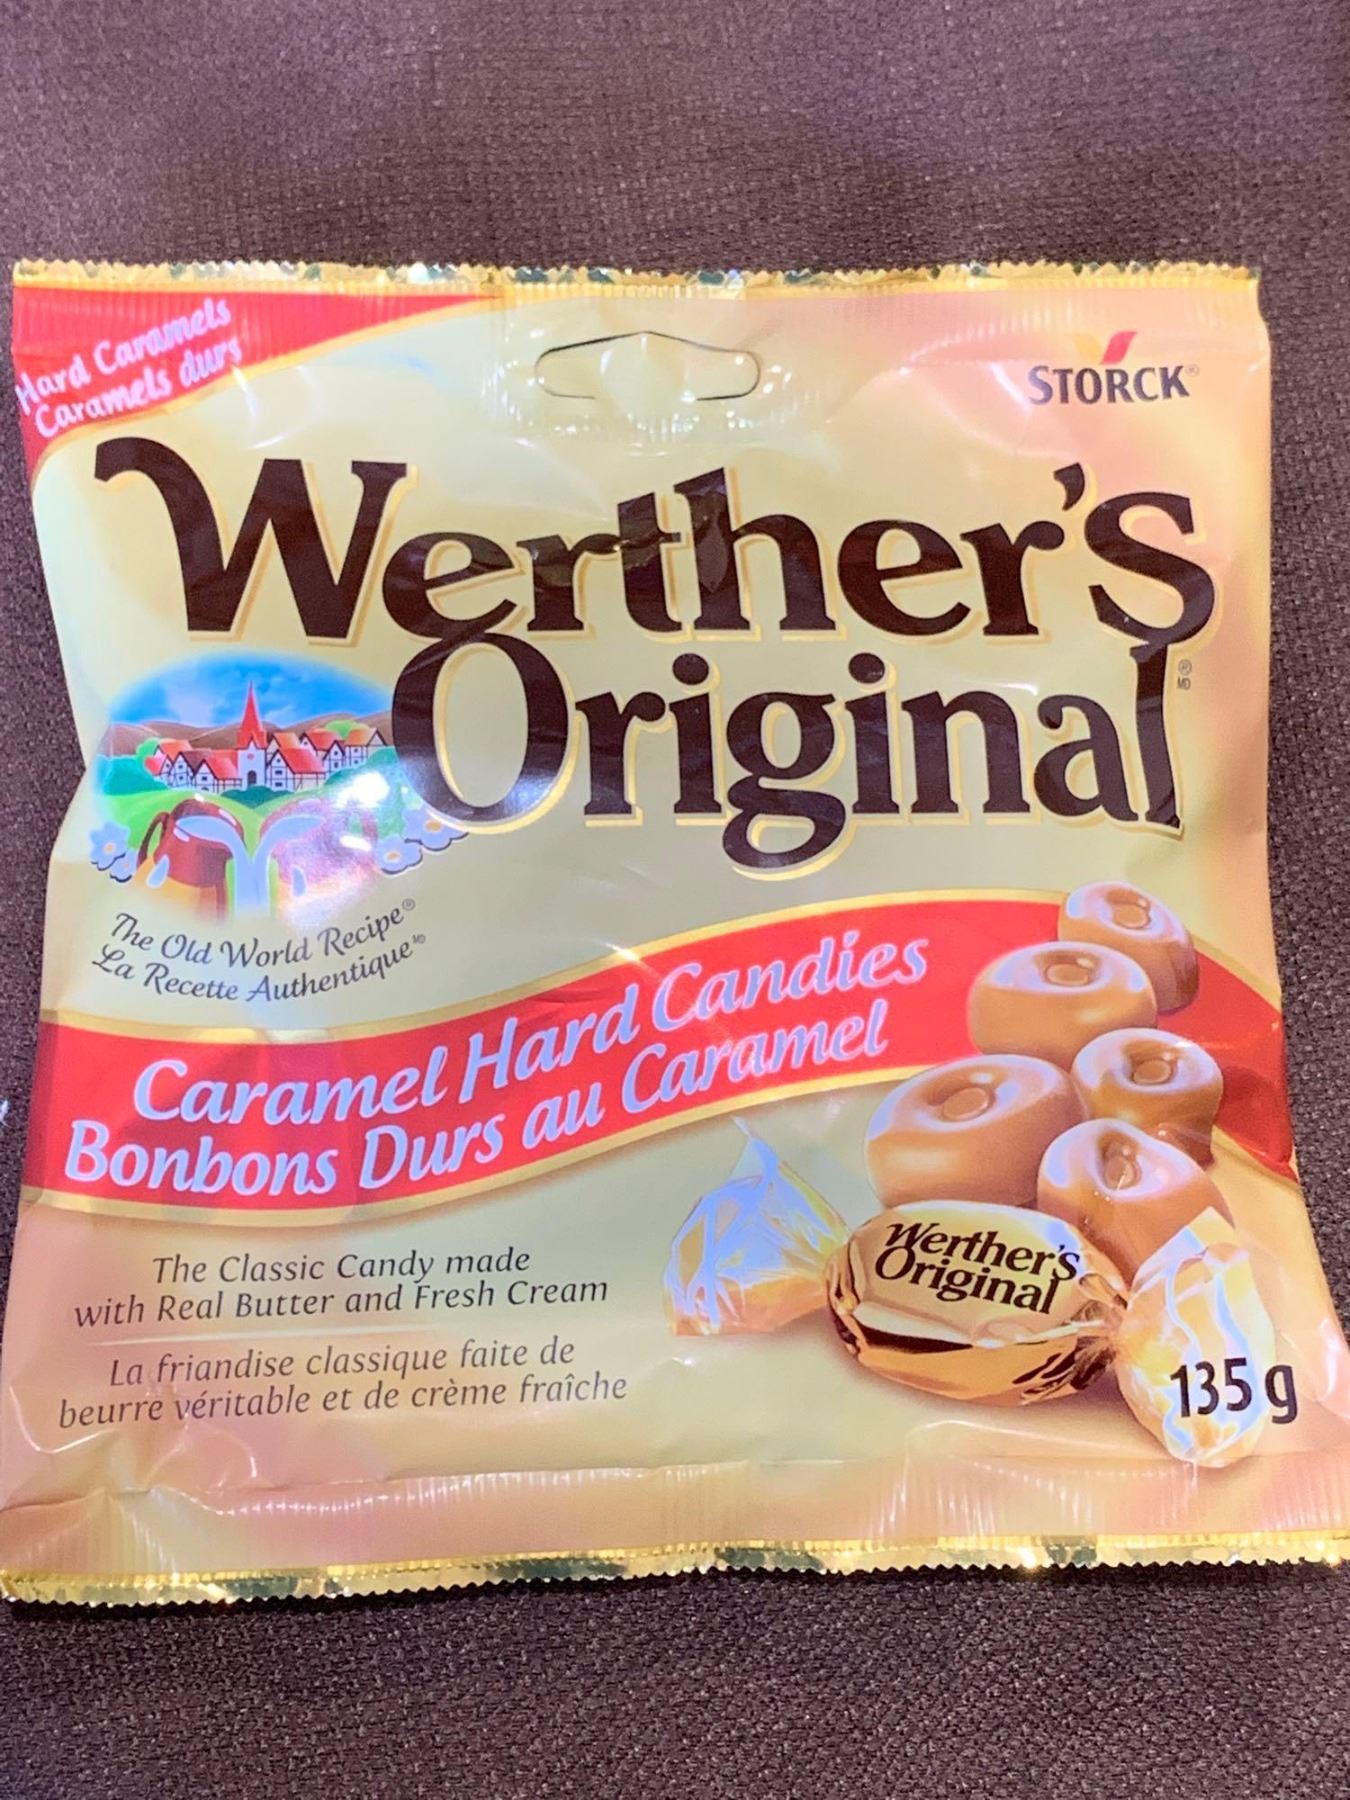 Hard Caramels
Caramels durs
STORCK®
Werther's
Original
®
MD
The Old World Recipe®
La Recette Authentique MD
Caramel Hard Candies
Bonbons Durs au Caramel
The Classic Candy made
with Real Butter and Fresh Cream
La friandise classique faite de
beurre véritable et de crème fraîche
Werther's
Original
135 g